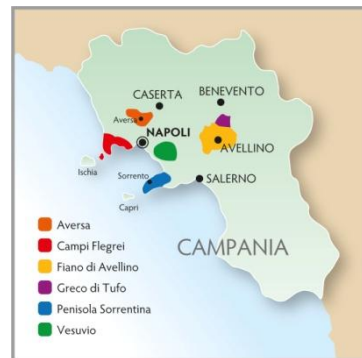 CASERTA
BENEVENTO
Aversa
NAPOLI
AVELLINO
Ischia
Sorrento
SALERNO
Capri
CAMPANIA
Aversa
Campi Flegrei
Fiano di Avellino
Greco di Tufo
Penisola Sorrentina
Vesuvio